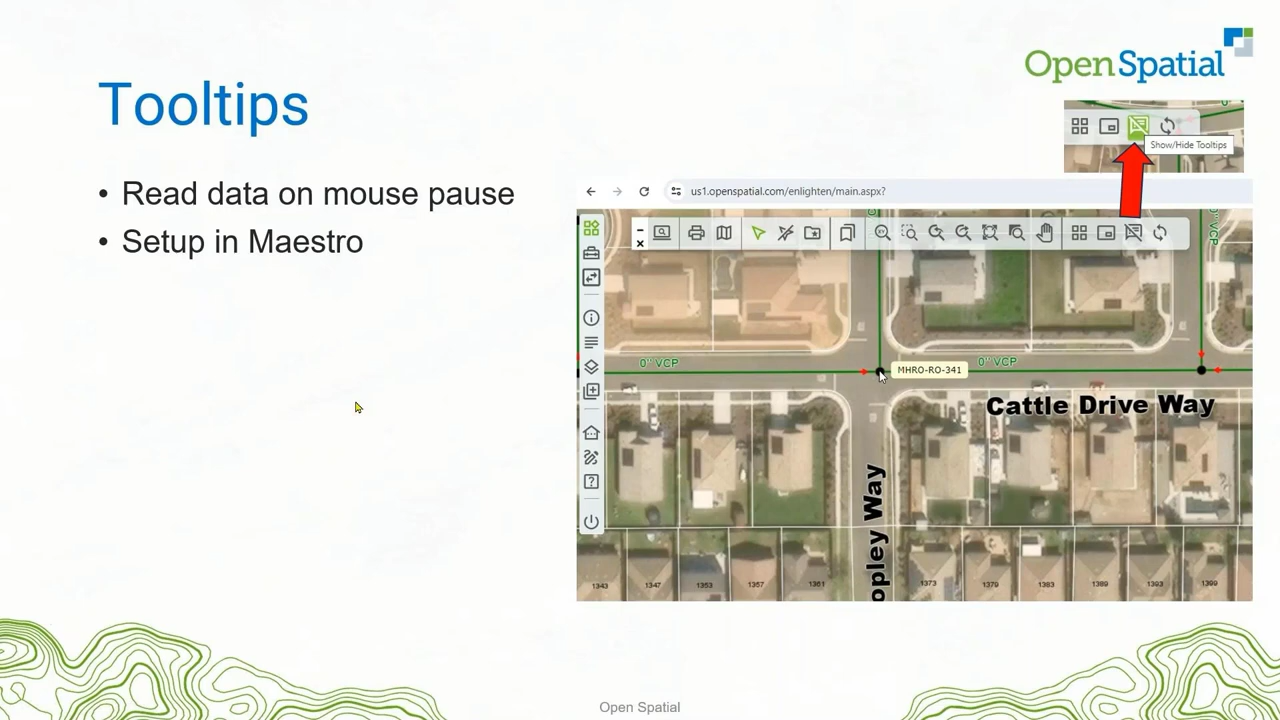 Open Spatial
Tooltips
Show/Hide Tooltips
• Read data on mouse pause
• Setup in Maestro
us1.openspatial.com/enlighten/main.aspx?
0" VCP
0" VCP
MHRO-RO-341
Cattle Drive Way
opley Way
1343
1347
1353
1357
1361
1373
1379
1383
1389
1393
1399
Open Spatial